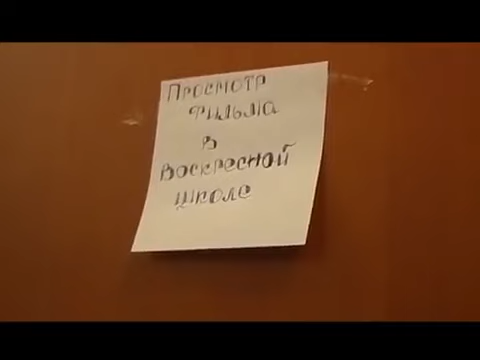 Просмотр
Фильма
в
Воскресной
школе